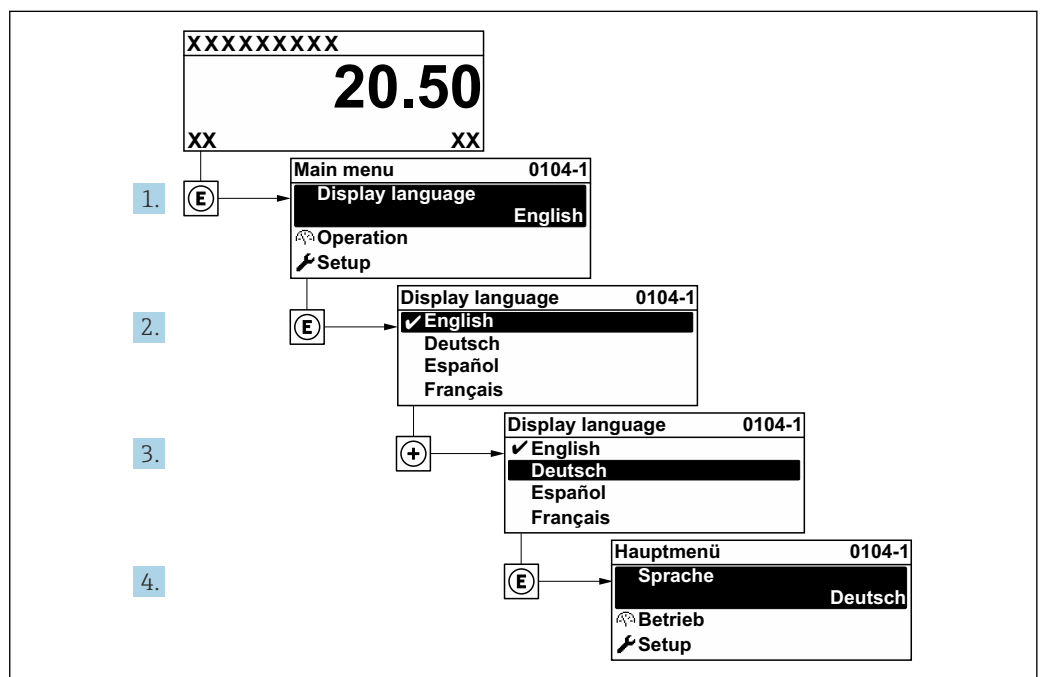 XXXXXXXXX
20.50
XX XX
1. E
Main menu 0104-1
Display language
English
Operation
Setup
2. E
Display language 0104-1
✔English
Deutsch
Español
Français
3. +
Display language 0104-1
✔English
Deutsch
Español
Français
4. E
Hauptmenü 0104-1
Sprache
Deutsch
Betrieb
Setup